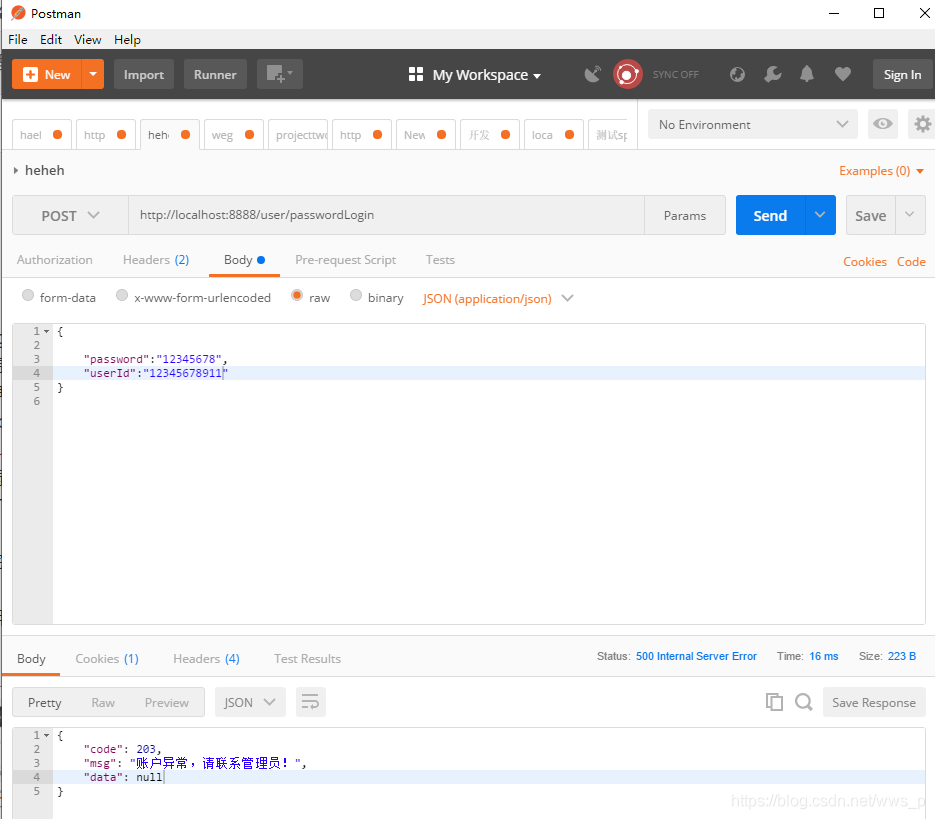 Postman
File Edit View Help
New Import Runner My Workspace SYNC OFF Sign In
hael http heh weg projecttwo http New 开发 loca 测试sp No Environment
heheh Examples (0)
POST http://localhost:8888/user/passwordLogin Params Send Save
Authorization Headers (2) Body Pre-request Script Tests Cookies Code
form-data x-www-form-urlencoded raw binary JSON (application/json)
1 {
2
3 "password":"12345678",
4 "userId":"12345678911"
5 }
6
Body Cookies (1) Headers (4) Test Results Status: 500 Internal Server Error Time: 16 ms Size: 223 B
Pretty Raw Preview JSON Save Response
1 {
2 "code": 203,
3 "msg": "账户异常，请联系管理员！",
4 "data": null
5 }
https://blog.csdn.net/wws_p